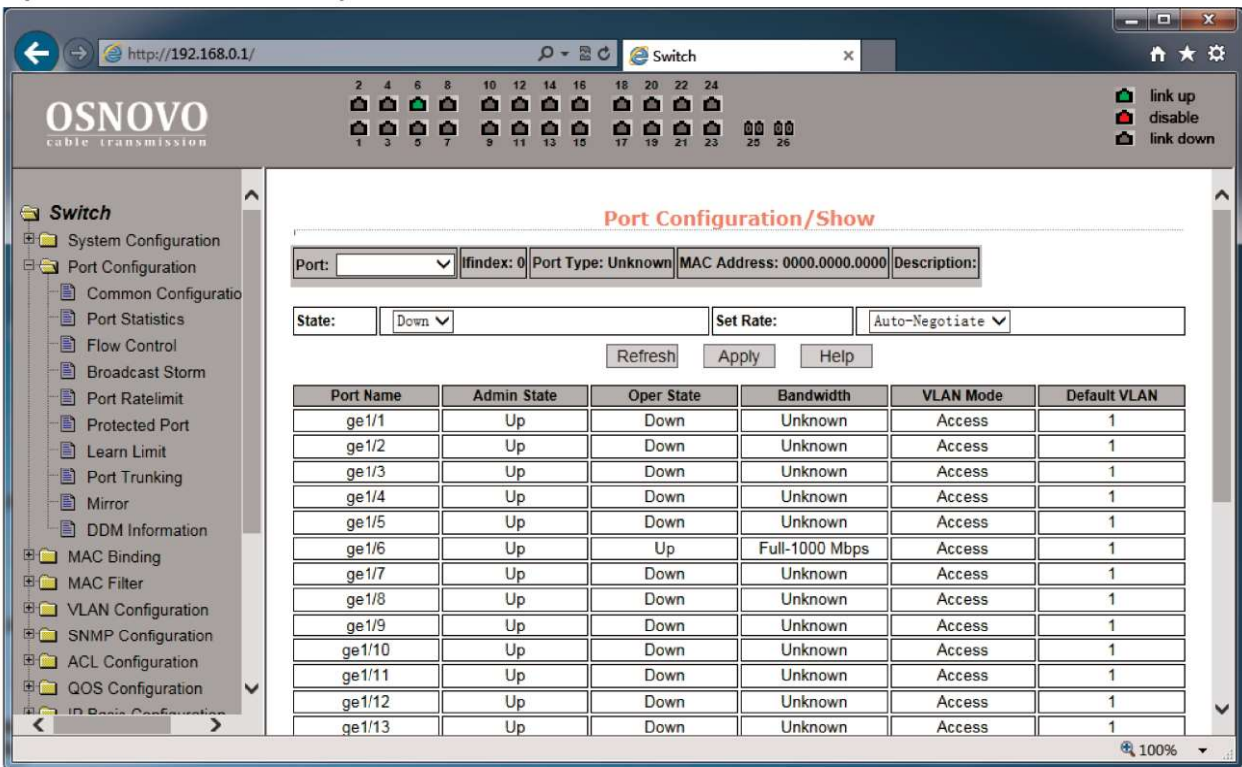 http://192.168.0.1/
Switch
OSNOVO
cable transmission
2 4 6 8 10 12 14 16 18 20 22 24
1 3 5 7 9 11 13 15 17 19 21 23 25 26
link up
disable
link down
Switch
System Configuration
Port Configuration
Common Configuratio
Port Statistics
Flow Control
Broadcast Storm
Port Ratelimit
Protected Port
Learn Limit
Port Trunking
Mirror
DDM Information
MAC Binding
MAC Filter
VLAN Configuration
SNMP Configuration
ACL Configuration
QOS Configuration
IP Basic Configuration
Port Configuration/Show
Port: Ifindex: 0 Port Type: Unknown MAC Address: 0000.0000.0000 Description:
State: Down Set Rate: Auto-Negotiate
Refresh Apply Help
Port Name Admin State Oper State Bandwidth VLAN Mode Default VLAN
ge1/1 Up Down Unknown Access 1
ge1/2 Up Down Unknown Access 1
ge1/3 Up Down Unknown Access 1
ge1/4 Up Down Unknown Access 1
ge1/5 Up Down Unknown Access 1
ge1/6 Up Up Full-1000 Mbps Access 1
ge1/7 Up Down Unknown Access 1
ge1/8 Up Down Unknown Access 1
ge1/9 Up Down Unknown Access 1
ge1/10 Up Down Unknown Access 1
ge1/11 Up Down Unknown Access 1
ge1/12 Up Down Unknown Access 1
ge1/13 Up Down Unknown Access 1
100%